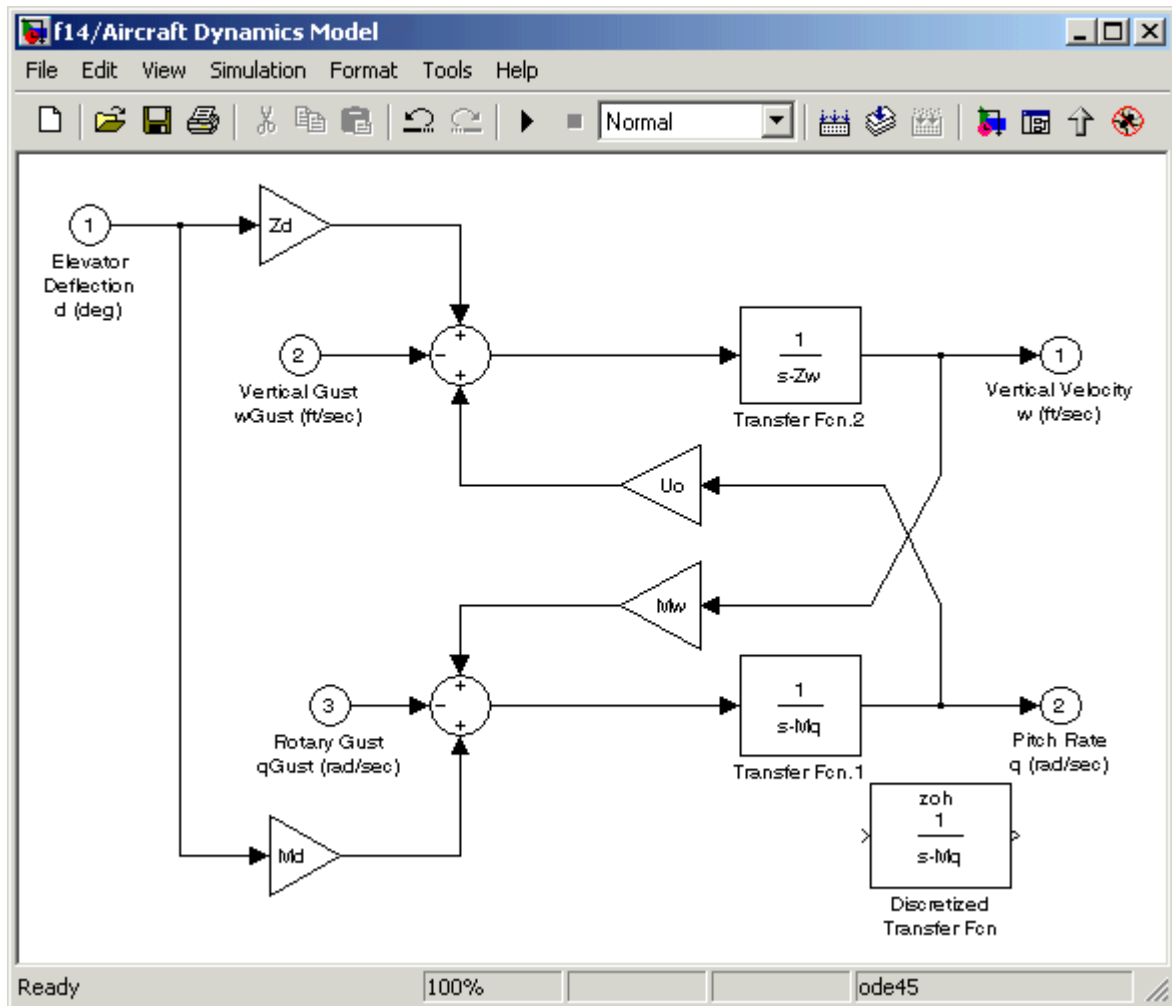 f14/Aircraft Dynamics Model
File Edit View Simulation Format Tools Help
Normal
1
Elevator
Deflection
d (deg)
Zd
+
-
+
2
Vertical Gust
wGust (ft/sec)
1
s-Zw
Transfer Fcn.2
1
Vertical Velocity
w (ft/sec)
Uo
Mw
+
-
+
3
Rotary Gust
qGust (rad/sec)
1
s-Mq
Transfer Fcn.1
2
Pitch Rate
q (rad/sec)
Md
zoh
1
s-Mq
Discretized
Transfer Fcn
Ready 100% ode45